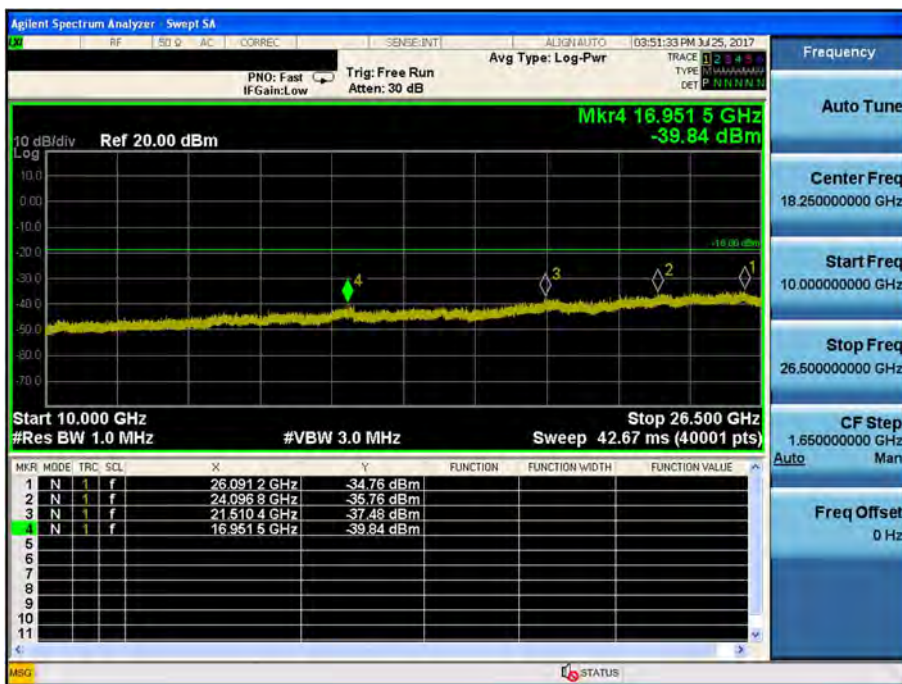 Agilent Spectrum Analyzer - Swept SA
LXI RF 50 Ω AC CORREC SENSE:INT ALIGN AUTO 03:51:33 PM Jul 25, 2017
PNO: Fast Trig: Free Run Avg Type: Log-Pwr TRACE 1 2 3 4 5 6
IFGain:Low Atten: 30 dB TYPE
DET P N N N N N
Mkr4 16.951 5 GHz
-39.84 dBm
10 dB/div Ref 20.00 dBm
Log
10.0
0.00
-10.0
-20.0
-30.0
-40.0
-50.0
-60.0
-70.0
4
3
2
1
Start 10.000 GHz Stop 26.500 GHz
#Res BW 1.0 MHz #VBW 3.0 MHz Sweep 42.67 ms (40001 pts)
MKR MODE TRC SCL X Y FUNCTION FUNCTION WIDTH FUNCTION VALUE
1 N 1 f 26.091 2 GHz -34.76 dBm
2 N 1 f 24.096 8 GHz -35.76 dBm
3 N 1 f 21.510 4 GHz -37.48 dBm
4 N 1 f 16.951 5 GHz -39.84 dBm
5
6
7
8
9
10
11
MSG STATUS
Frequency
Auto Tune
Center Freq
18.250000000 GHz
Start Freq
10.000000000 GHz
Stop Freq
26.500000000 GHz
CF Step
1.650000000 GHz
Auto Man
Freq Offset
0 Hz